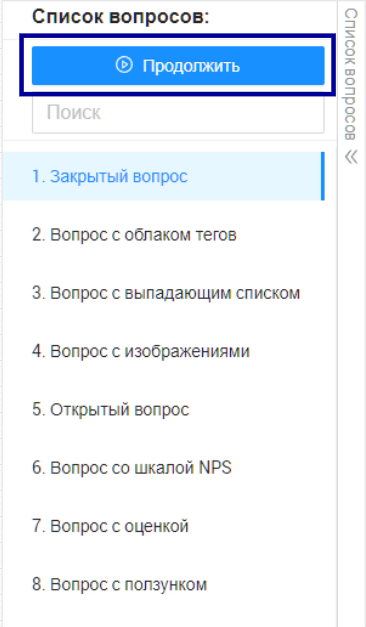 Список вопросов:
Продолжить
Поиск
1. Закрытый вопрос
2. Вопрос с облаком тегов
3. Вопрос с выпадающим списком
4. Вопрос с изображениями
5. Открытый вопрос
6. Вопрос со шкалой NPS
7. Вопрос с оценкой
8. Вопрос с ползунком
Список вопросов